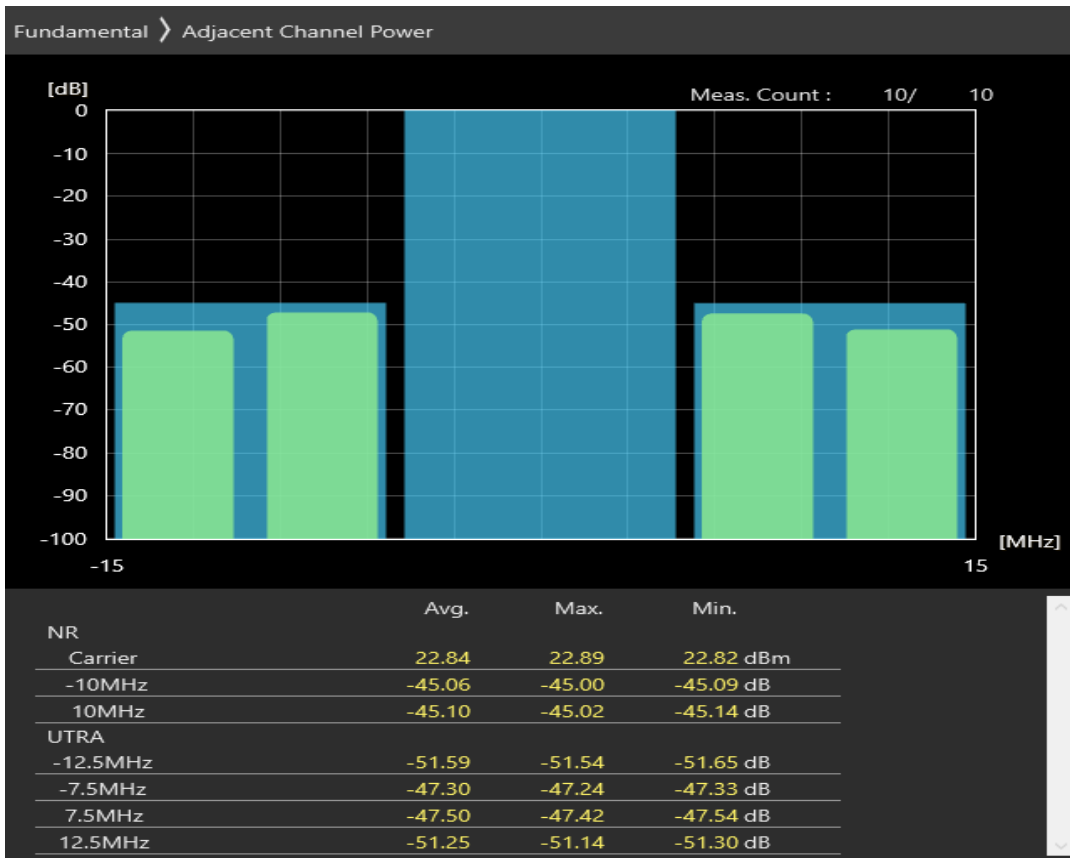 Fundamental 〉 Adjacent Channel Power
[dB]
Meas. Count : 10/ 10
0
-10
-20
-30
-40
-50
-60
-70
-80
-90
-100
[MHz]
-15 15
Avg. Max. Min.
NR
Carrier 22.84 22.89 22.82 dBm
-10MHz -45.06 -45.00 -45.09 dB
10MHz -45.10 -45.02 -45.14 dB
UTRA
-12.5MHz -51.59 -51.54 -51.65 dB
-7.5MHz -47.30 -47.24 -47.33 dB
7.5MHz -47.50 -47.42 -47.54 dB
12.5MHz -51.25 -51.14 -51.30 dB